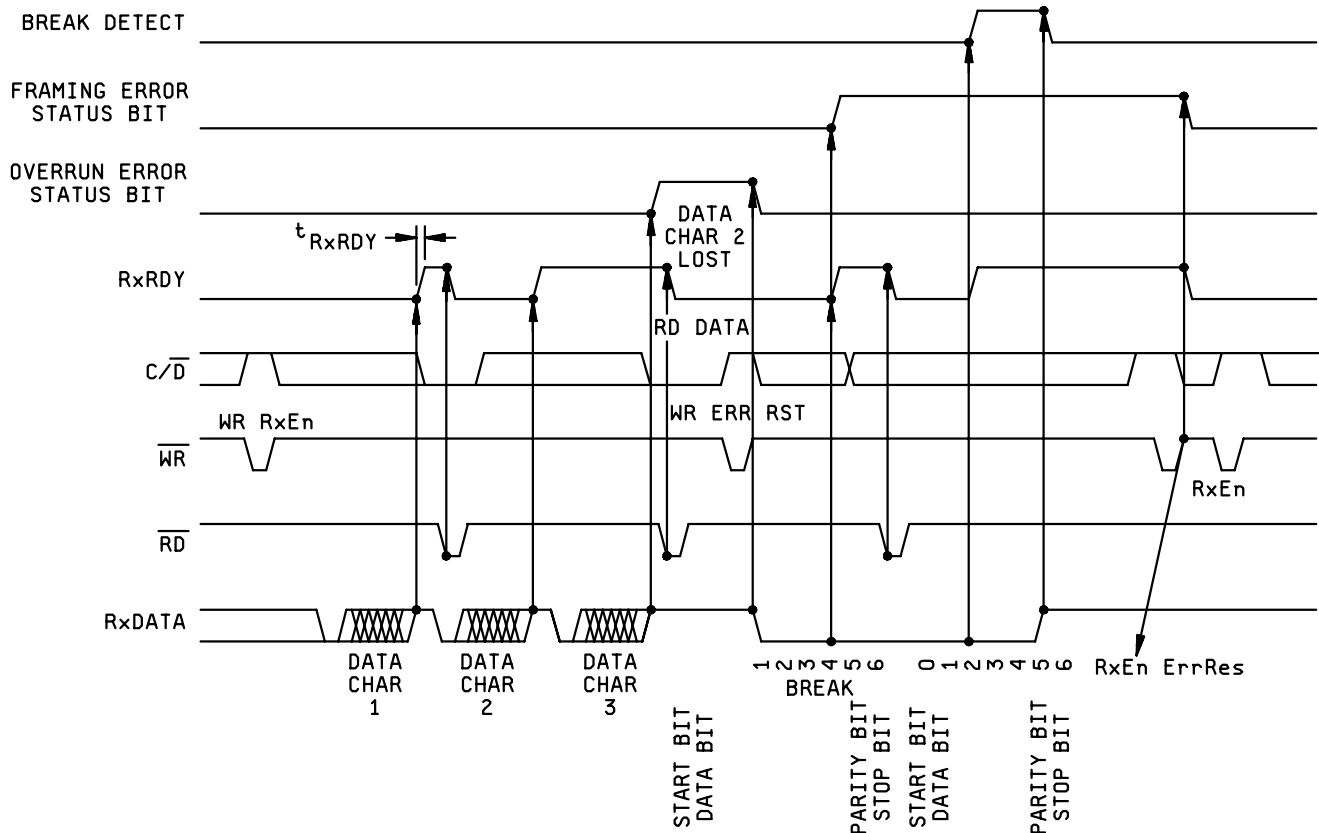 BREAK DETECT
FRAMING ERROR
STATUS BIT
OVERRUN ERROR
STATUS BIT
DATA
CHAR 2
LOST
tRxRDY
RxRDY
RD DATA
C/D̅
WR ERR RST
WR RxEn
W̅R̅
RxEn
R̅D̅
RxDATA
DATA
CHAR
1
DATA
CHAR
2
DATA
CHAR
3
1 2 3 4 5 6
BREAK
0 1 2 3 4 5 6
RxEn ErrRes
START BIT
DATA BIT
PARITY BIT
STOP BIT
START BIT
DATA BIT
PARITY BIT
STOP BIT